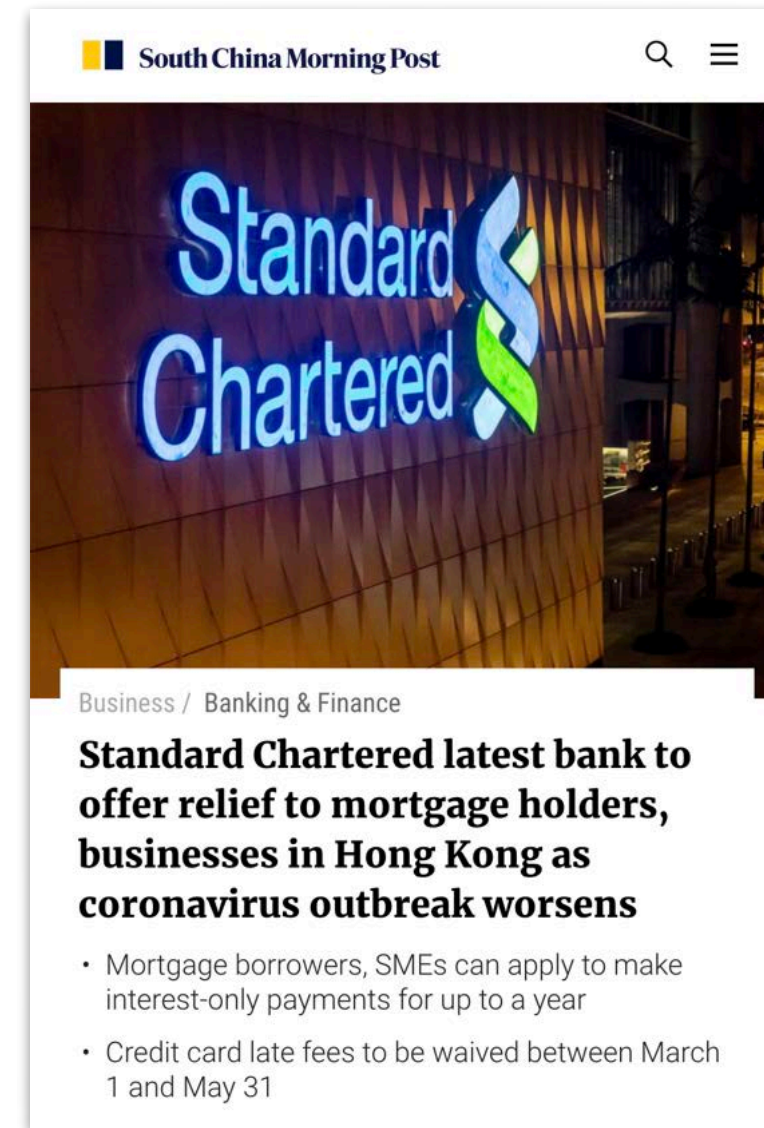 South China Morning Post
Standard
Chartered
Business / Banking & Finance
Standard Chartered latest bank to
offer relief to mortgage holders,
businesses in Hong Kong as
coronavirus outbreak worsens
• Mortgage borrowers, SMEs can apply to make
interest-only payments for up to a year
• Credit card late fees to be waived between March
1 and May 31